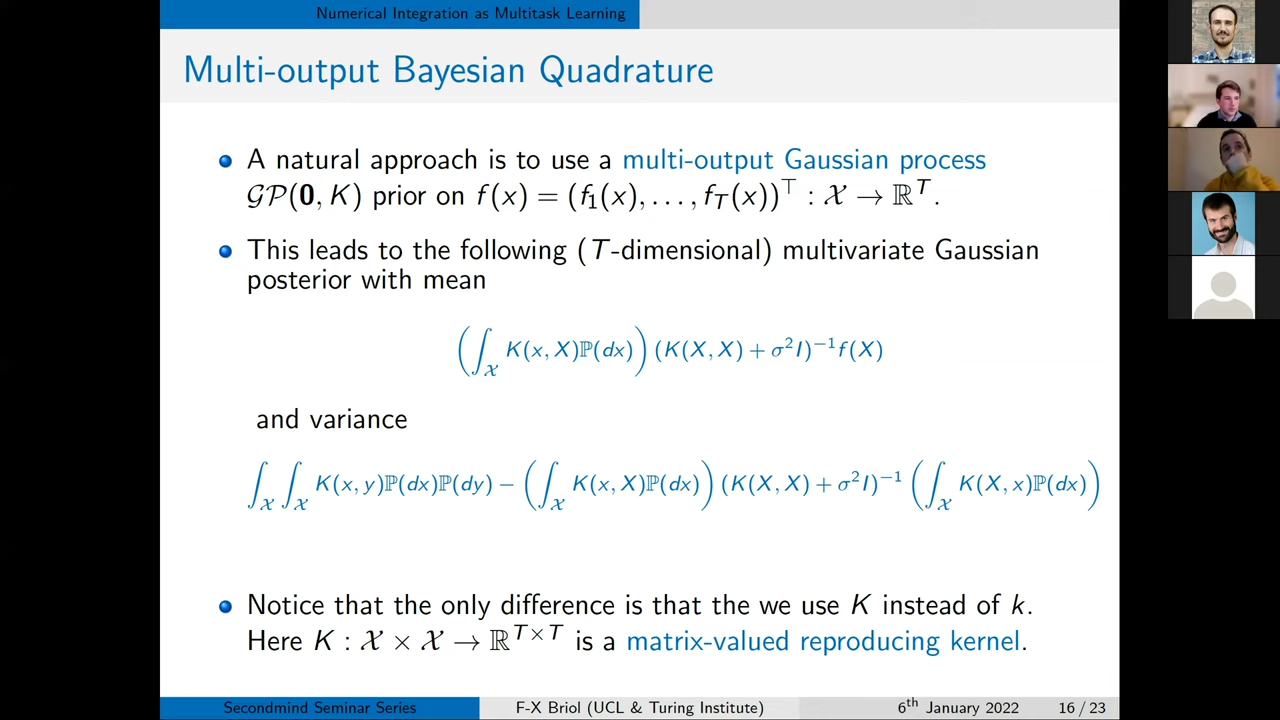 Numerical Integration as Multitask Learning
Multi-output Bayesian Quadrature
A natural approach is to use a multi-output Gaussian process
𝒢𝒫(𝟎, K) prior on f(x) = (f₁(x), . . . , f_T(x))^⊤ : 𝒳 → ℝ^T.
This leads to the following (T-dimensional) multivariate Gaussian
posterior with mean
(∫_𝒳 K(x, X)ℙ(dx)) (K(X, X) + σ²I)⁻¹f(X)
and variance
∫_𝒳 ∫_𝒳 K(x, y)ℙ(dx)ℙ(dy) − (∫_𝒳 K(x, X)ℙ(dx)) (K(X, X) + σ²I)⁻¹ (∫_𝒳 K(X, x)ℙ(dx))
Notice that the only difference is that the we use K instead of k.
Here K : 𝒳 × 𝒳 → ℝ^{T×T} is a matrix-valued reproducing kernel.
Secondmind Seminar Series F-X Briol (UCL & Turing Institute) 6th January 2022 16 / 23